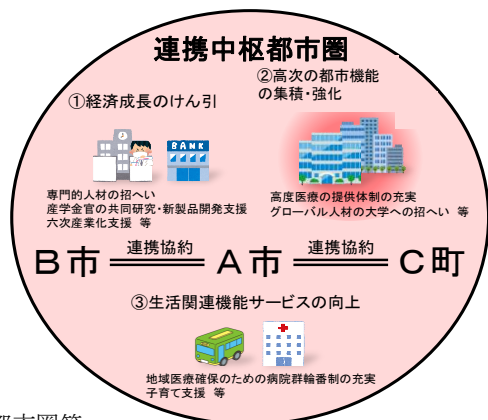 連携中枢都市圏
②高次の都市機能
の集積・強化
①経済成長のけん引
BANK
専門的人材の招へい
産学金官の共同研究・新製品開発支援
六次産業化支援 等
高度医療の提供体制の充実
グローバル人材の大学への招へい 等
B市 連携協約 A市 連携協約 C町
③生活関連機能サービスの向上
地域医療確保のための病院群輪番制の充実
子育て支援 等